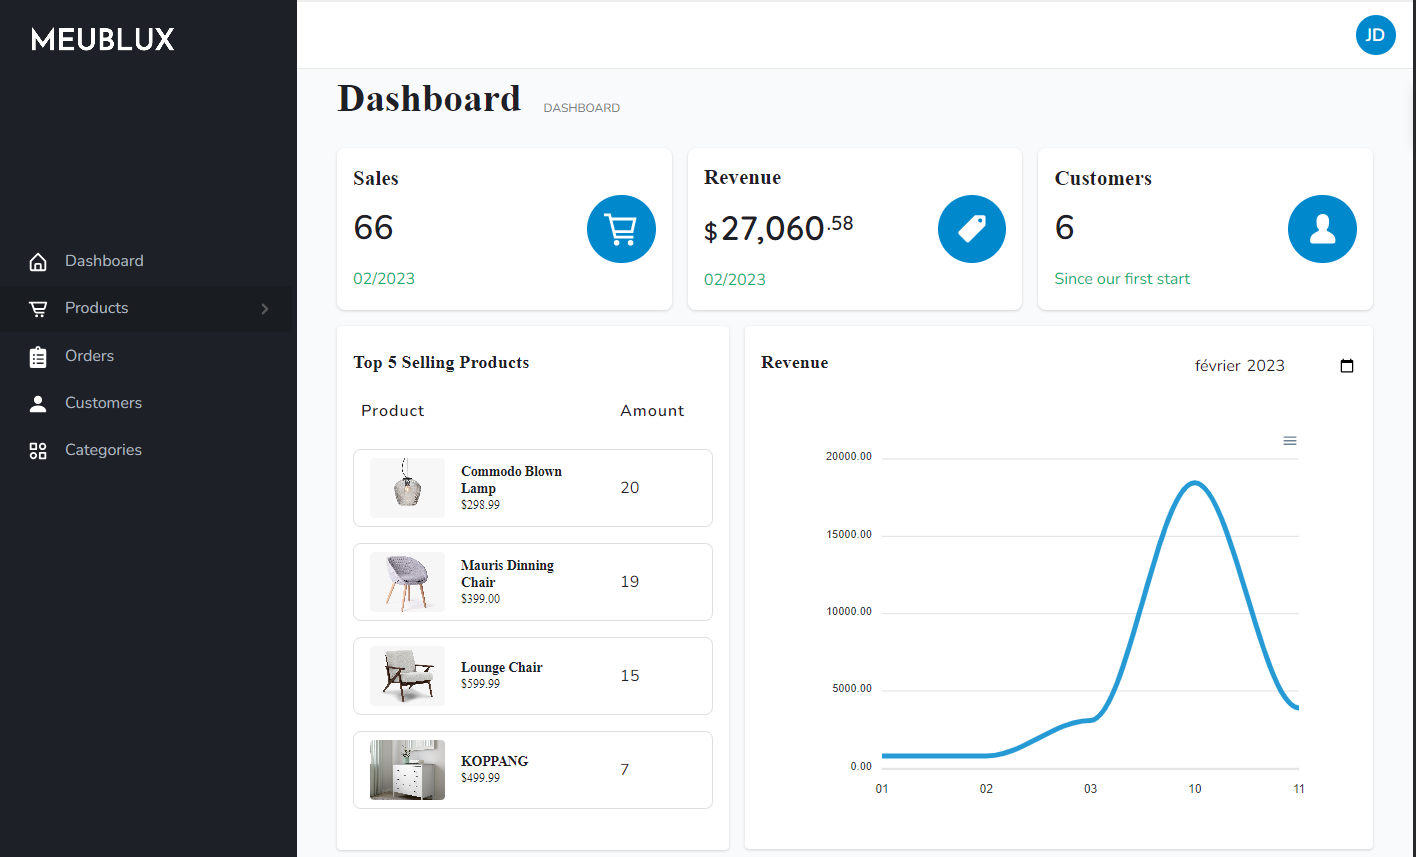 MEUBLUX
JD
Dashboard
Products
Orders
Customers
Categories
Dashboard DASHBOARD
Sales
66
02/2023
Revenue
$27,060.58
02/2023
Customers
6
Since our first start
Top 5 Selling Products
Product Amount
Commodo Blown
Lamp
$298.99
20
Mauris Dinning
Chair
$399.00
19
Lounge Chair
$599.99
15
KOPPANG
$499.99
7
Revenue
février 2023
20000.00
15000.00
10000.00
5000.00
0.00
01 02 03 10 11